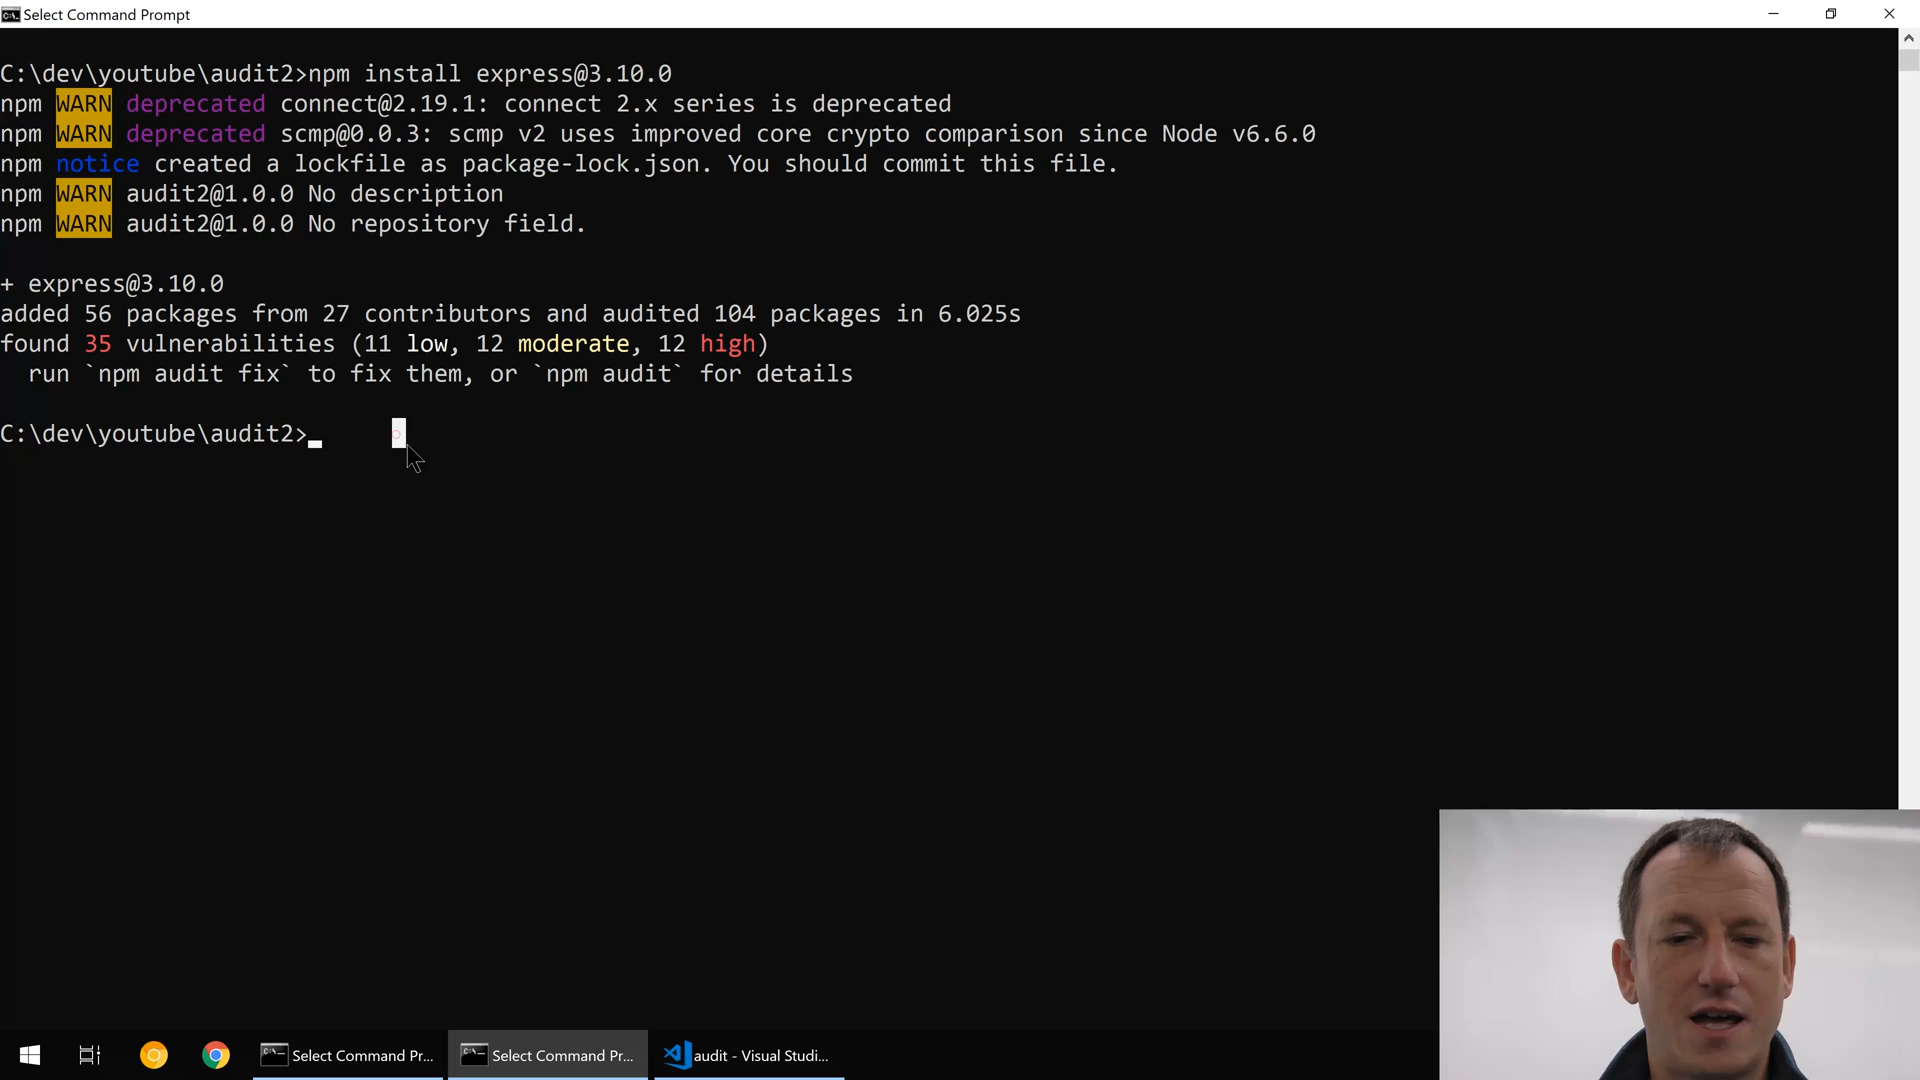 Select Command Prompt
C:\dev\youtube\audit2>npm install express@3.10.0
npm WARN deprecated connect@2.19.1: connect 2.x series is deprecated
npm WARN deprecated scmp@0.0.3: scmp v2 uses improved core crypto comparison since Node v6.6.0
npm notice created a lockfile as package-lock.json. You should commit this file.
npm WARN audit2@1.0.0 No description
npm WARN audit2@1.0.0 No repository field.
+ express@3.10.0
added 56 packages from 27 contributors and audited 104 packages in 6.025s
found 35 vulnerabilities (11 low, 12 moderate, 12 high)
run `npm audit fix` to fix them, or `npm audit` for details
C:\dev\youtube\audit2>
Select Command Pr...
Select Command Pr...
audit - Visual Studi...